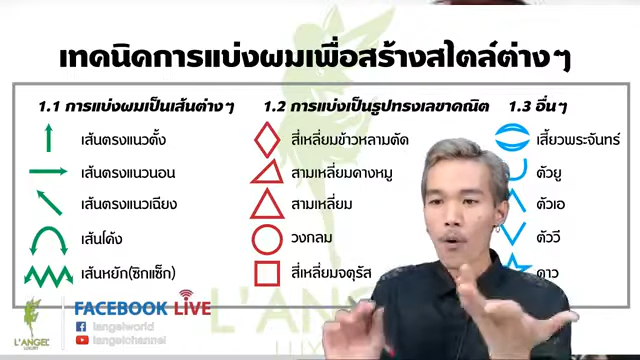 เทคนิคการแบ่งผมเพื่อสร้างสไตล์ต่างๆ
1.1 การแบ่งผมเป็นเส้นต่างๆ
เส้นตรงแนวตั้ง
เส้นตรงแนวนอน
เส้นตรงแนวเฉียง
เส้นโค้ง
เส้นหยัก(ซิกแซ็ก)
1.2 การแบ่งเป็นรูปทรงเลขาคณิต
สี่เหลี่ยมข้าวหลามตัด
สามเหลี่ยมคางหมู
สามเหลี่ยม
วงกลม
สี่เหลี่ยมจตุรัส
1.3 อื่นๆ
เสี้ยวพระจันทร์
ตัวยู
ตัวเอ
ตัววี
ดาว
L'ANGEL
LUXURY
FACEBOOK LIVE
langelworld
langelchannel
L'ANGEL